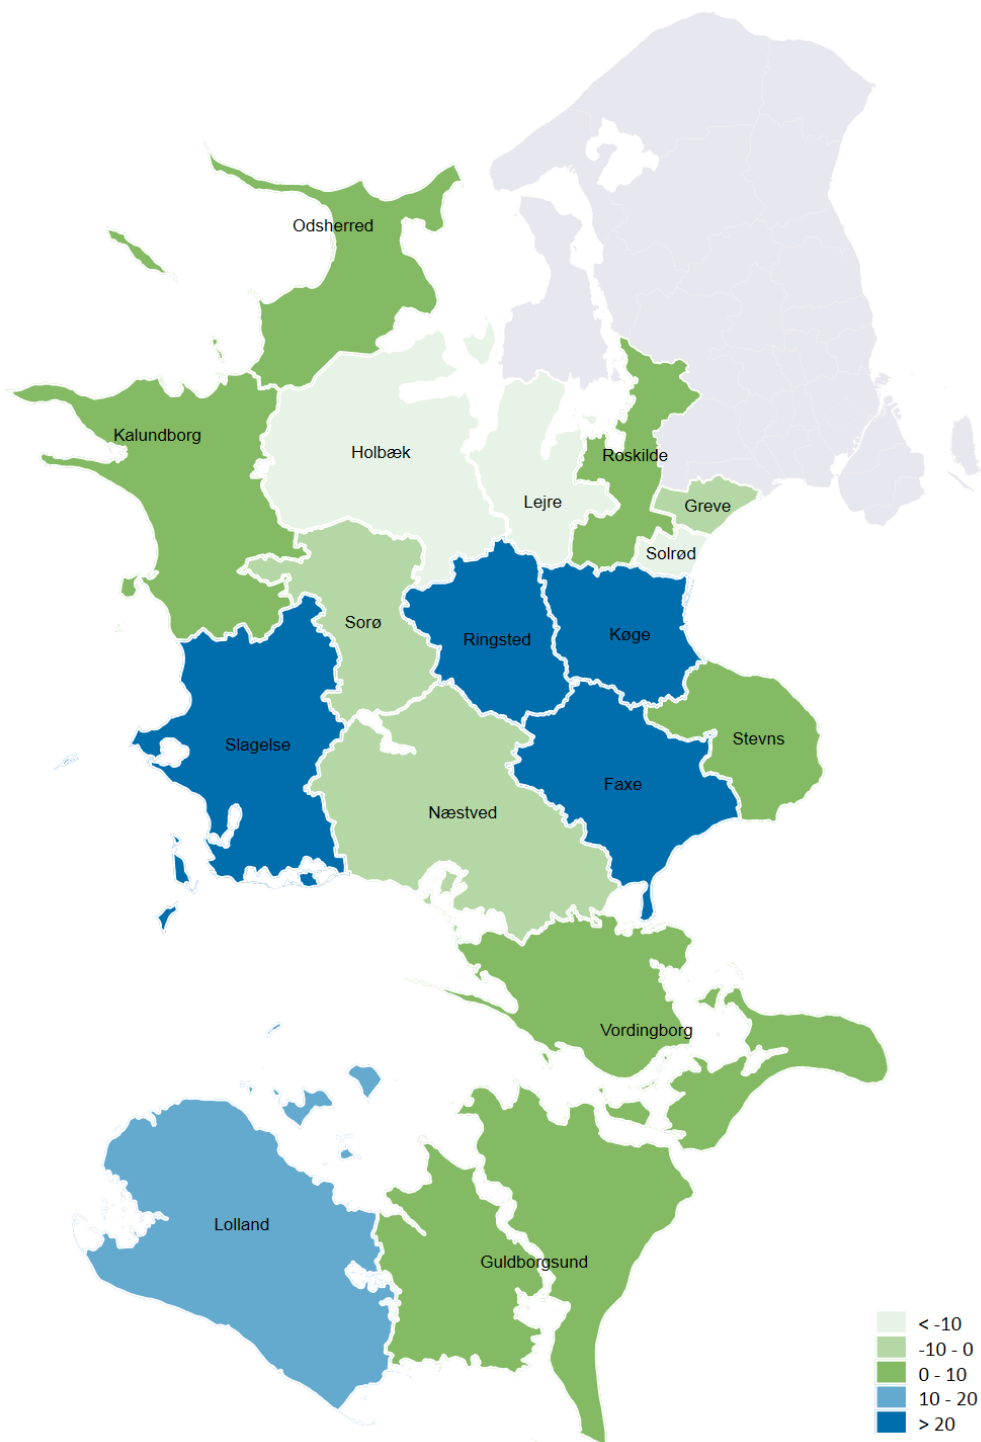 Odsherred
Kalundborg
Holbæk
Roskilde
Lejre
Greve
Solrød
Sorø
Ringsted
Køge
Slagelse
Stevns
Faxe
Næstved
Vordingborg
Lolland
Guldborgsund
< -10
-10 - 0
0 - 10
10 - 20
> 20